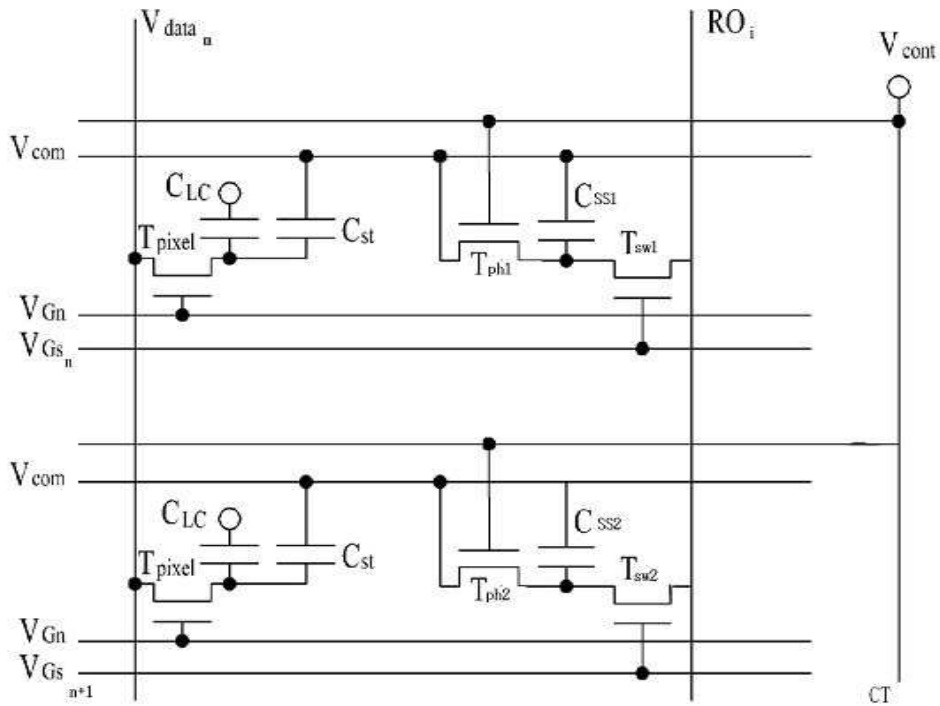 V data n
RO i
V cont
V com
C LC
C st
C SS1
T pixel
T ph1
T sw1
V Gn
V Gs n
V com
C LC
C st
C SS2
T pixel
T ph2
T sw2
V Gn
V Gs n+1
CT